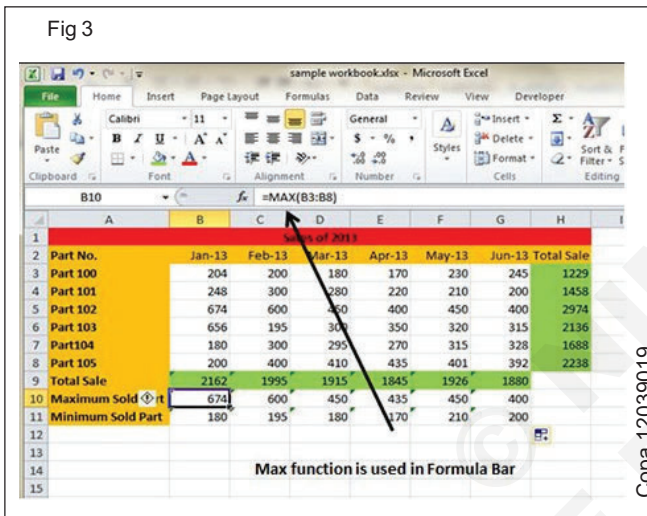 Fig 3
sample workbook.xlsx - Microsoft Excel
File Home Insert Page Layout Formulas Data Review View Developer
Calibri 11 General Insert Σ
Paste B I U A A $ % , Styles Delete Sort & Filter
Format
Clipboard Font Alignment Number Cells Editing
B10 fx =MAX(B3:B8)
A B C D E F G H
1 Sales of 2013
2 Part No. Jan-13 Feb-13 Mar-13 Apr-13 May-13 Jun-13 Total Sale
3 Part 100 204 200 180 170 230 245 1229
4 Part 101 248 300 280 220 210 200 1458
5 Part 102 674 600 450 400 450 400 2974
6 Part 103 656 195 300 350 320 315 2136
7 Part104 180 300 295 270 315 328 1688
8 Part 105 200 400 410 435 401 392 2238
9 Total Sale 2162 1995 1915 1845 1926 1880
10 Maximum Sold rt 674 600 450 435 450 400
11 Minimum Sold Part 180 195 180 170 210 200
12
13
14 Max function is used in Formula Bar
15
Copa 12039019